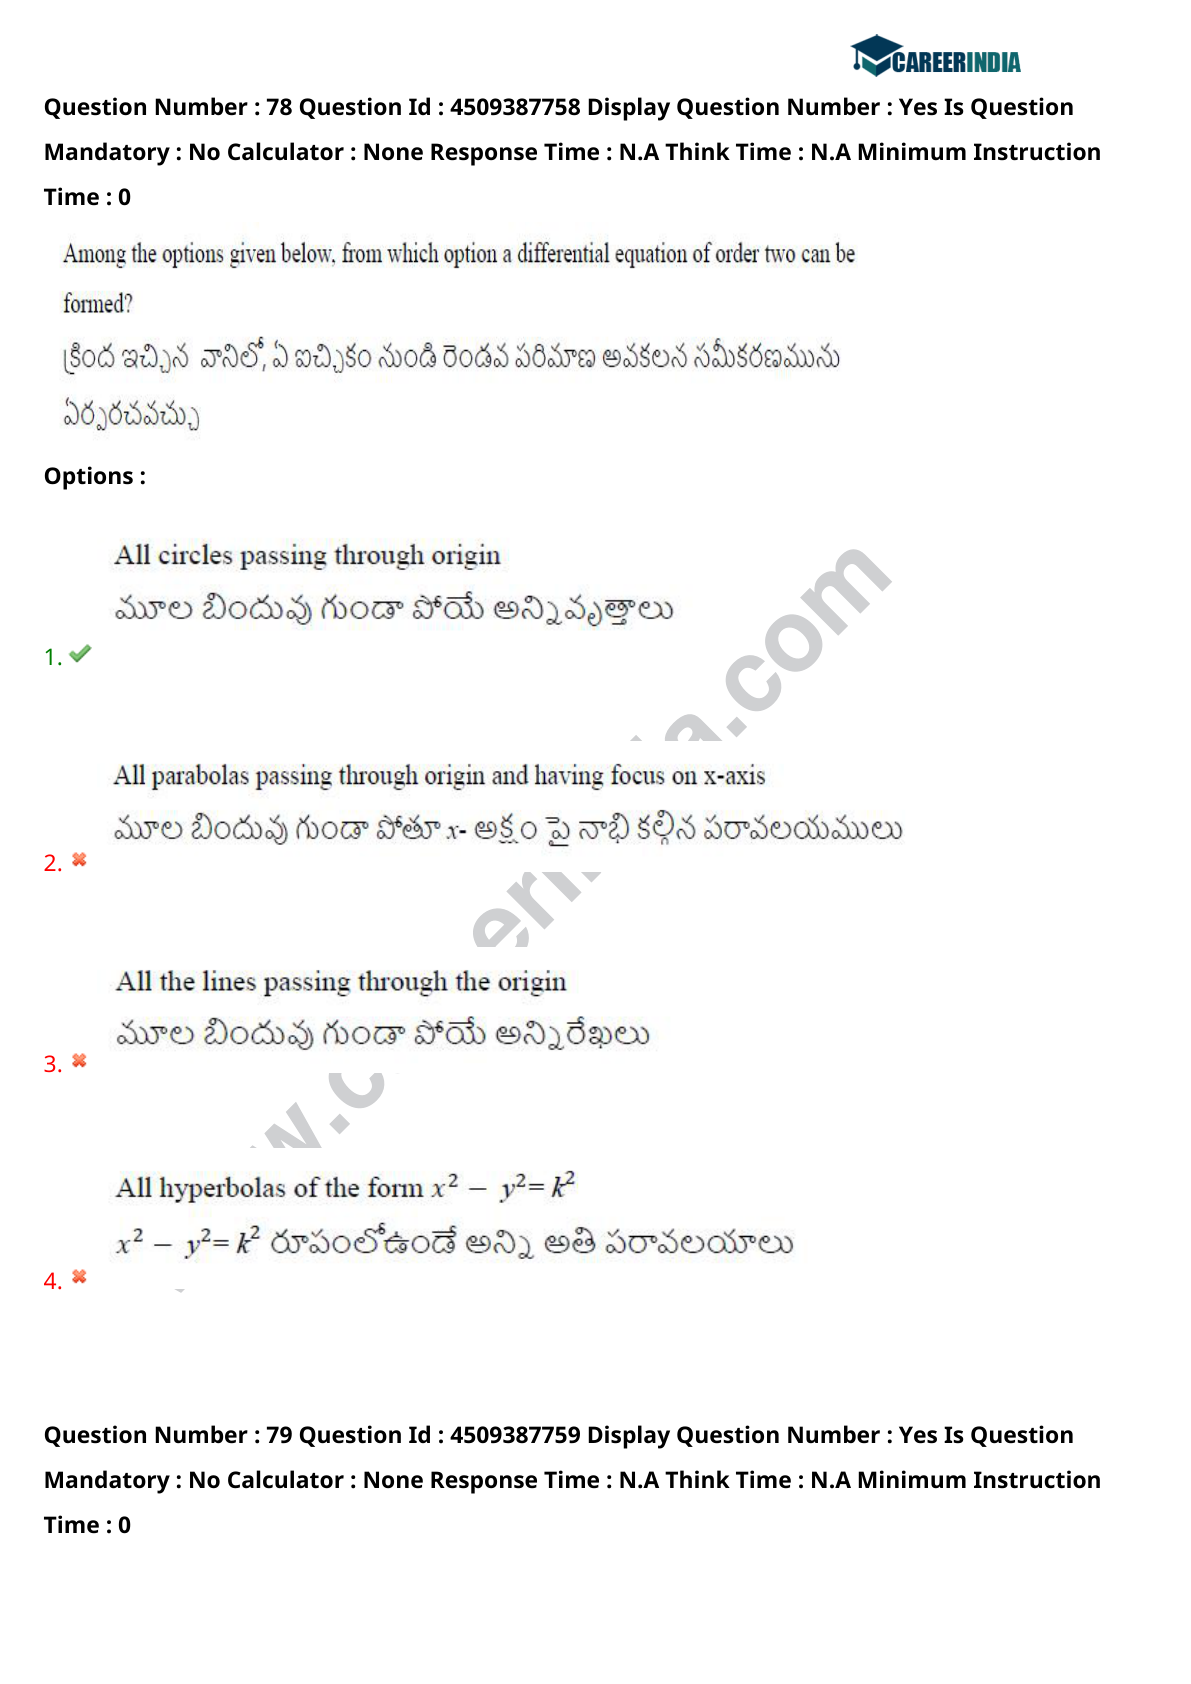 CAREERINDIA
Question Number : 78 Question Id : 4509387758 Display Question Number : Yes Is Question
Mandatory : No Calculator : None Response Time : N.A Think Time : N.A Minimum Instruction
Time : 0
Among the options given below, from which option a differential equation of order two can be
formed?
క్రింద ఇచ్చిన వానిలో, ఏ ఐచ్చికం నుండి రెండవ పరిమాణ అవకలన సమీకరణమును
ఏర్పరచవచ్చు
Options :
All circles passing through origin
మూల బిందువు గుండా పోయే అన్నివృత్తాలు
1.
All parabolas passing through origin and having focus on x-axis
మూల బిందువు గుండా పోతూ x- అక్షం పై నాభి కల్గిన పరావలయములు
2.
All the lines passing through the origin
మూల బిందువు గుండా పోయే అన్నిరేఖలు
3.
All hyperbolas of the form x² − y²= k²
x² − y²= k² రూపంలోఉండే అన్ని అతి పరావలయాలు
4.
Question Number : 79 Question Id : 4509387759 Display Question Number : Yes Is Question
Mandatory : No Calculator : None Response Time : N.A Think Time : N.A Minimum Instruction
Time : 0